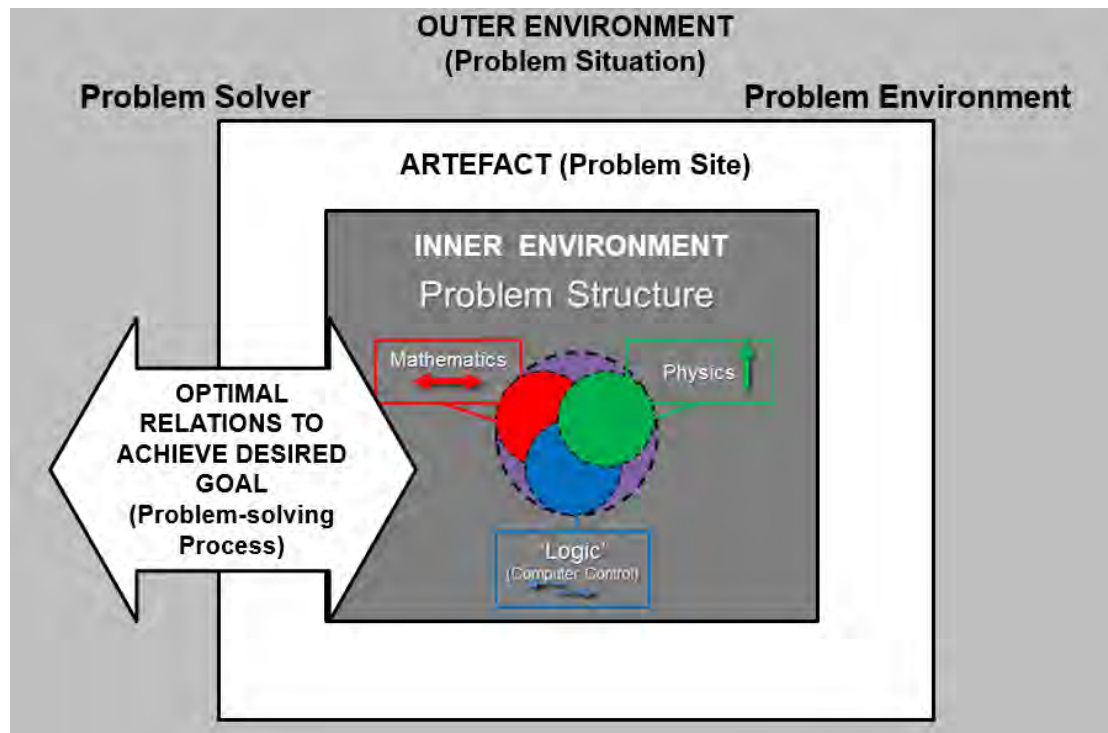 OUTER ENVIRONMENT
(Problem Situation)
Problem Solver
Problem Environment
ARTEFACT (Problem Site)
INNER ENVIRONMENT
Problem Structure
Mathematics
Physics
OPTIMAL
RELATIONS TO
ACHIEVE DESIRED
GOAL
(Problem-solving
Process)
'Logic'
(Computer Control)